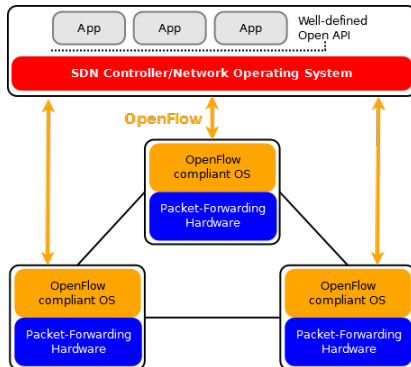 App App App
Well-defined
Open API
SDN Controller/Network Operating System
OpenFlow
OpenFlow
compliant OS
Packet-Forwarding
Hardware
OpenFlow
compliant OS
Packet-Forwarding
Hardware
OpenFlow
compliant OS
Packet-Forwarding
Hardware